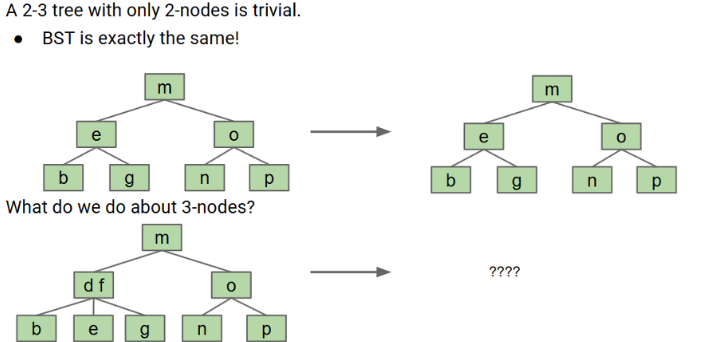 A 2-3 tree with only 2-nodes is trivial.
● BST is exactly the same!
m
m
e
o
e
o
b
g
n
p
b
g
n
p
What do we do about 3-nodes?
m
d f
o
????
b
e
g
n
p